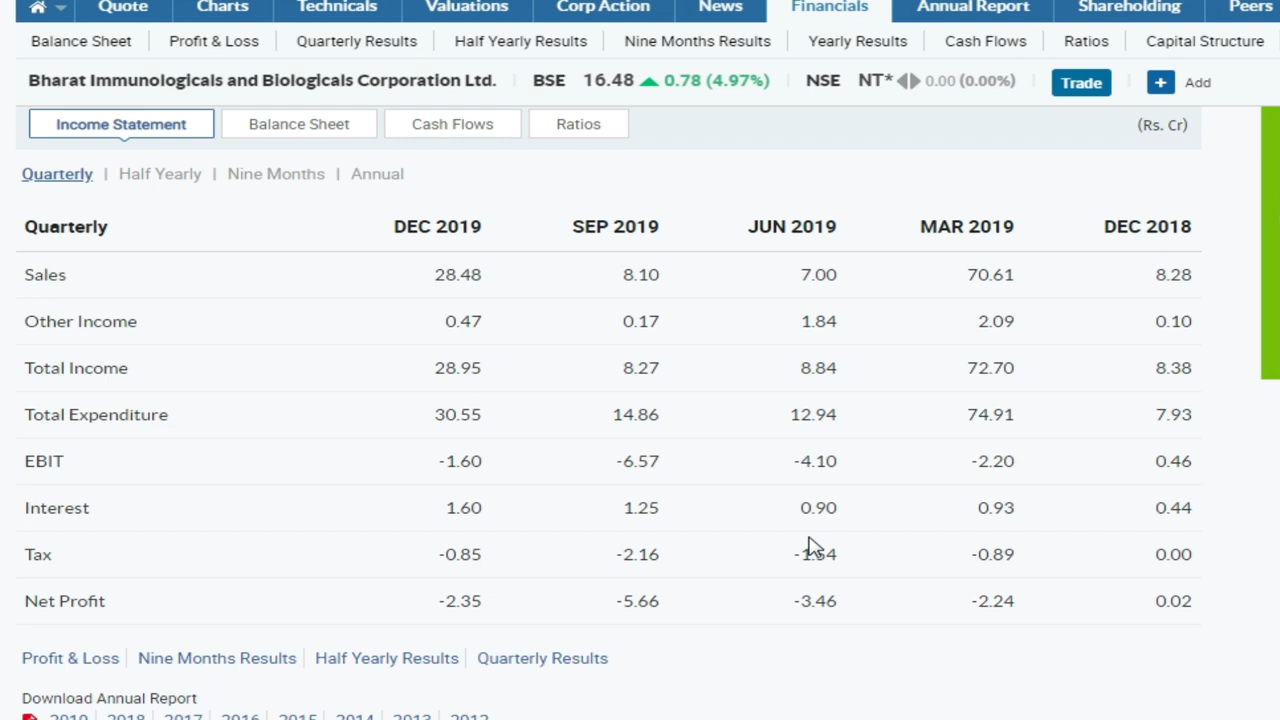 Quote Charts Technicals Valuations Corp Action News Financials Annual Report Shareholding Peers
Balance Sheet Profit & Loss Quarterly Results Half Yearly Results Nine Months Results Yearly Results Cash Flows Ratios Capital Structure
Bharat Immunologicals and Biologicals Corporation Ltd. BSE 16.48 0.78 (4.97%) NSE NT* 0.00 (0.00%) Trade + Add
Income Statement Balance Sheet Cash Flows Ratios (Rs. Cr)
Quarterly | Half Yearly | Nine Months | Annual
Quarterly DEC 2019 SEP 2019 JUN 2019 MAR 2019 DEC 2018
Sales 28.48 8.10 7.00 70.61 8.28
Other Income 0.47 0.17 1.84 2.09 0.10
Total Income 28.95 8.27 8.84 72.70 8.38
Total Expenditure 30.55 14.86 12.94 74.91 7.93
EBIT -1.60 -6.57 -4.10 -2.20 0.46
Interest 1.60 1.25 0.90 0.93 0.44
Tax -0.85 -2.16 -0.89 0.00
Net Profit -2.35 -5.66 -3.46 -2.24 0.02
Profit & Loss Nine Months Results Half Yearly Results Quarterly Results
Download Annual Report
2019 2018 2017 2016 2015 2014 2013 2012